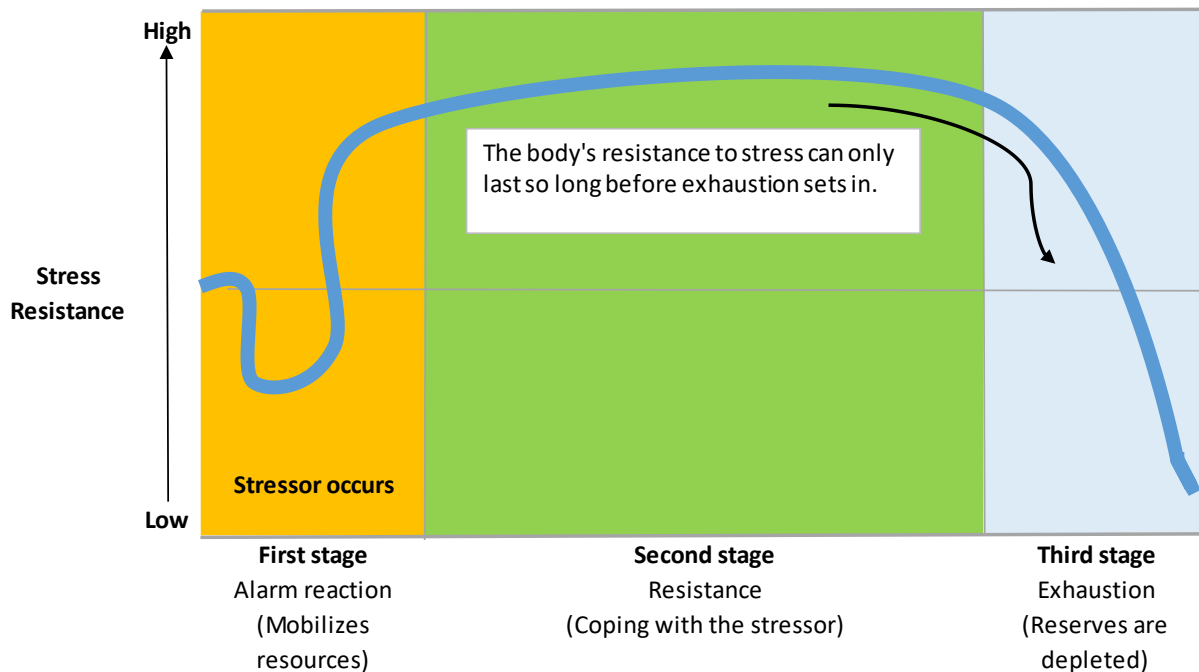 High
The body's resistance to stress can only
last so long before exhaustion sets in.
Stress
Resistance
Stressor occurs
Low
First stage
Alarm reaction
(Mobilizes
resources)
Second stage
Resistance
(Coping with the stressor)
Third stage
Exhaustion
(Reserves are
depleted)